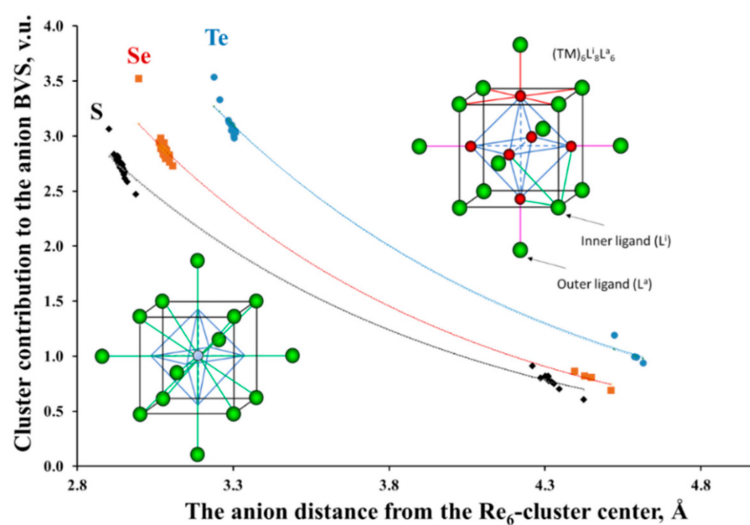 Cluster contribution to the anion BVS, v.u.
4.0
3.5
3.0
2.5
2.0
1.5
1.0
0.5
0.0
S
Se
Te
(TM)₆Lⁱ₈Lᵃ₆
Inner ligand (Lⁱ)
Outer ligand (Lᵃ)
2.8
3.3
3.8
4.3
4.8
The anion distance from the Re₆-cluster center, Å